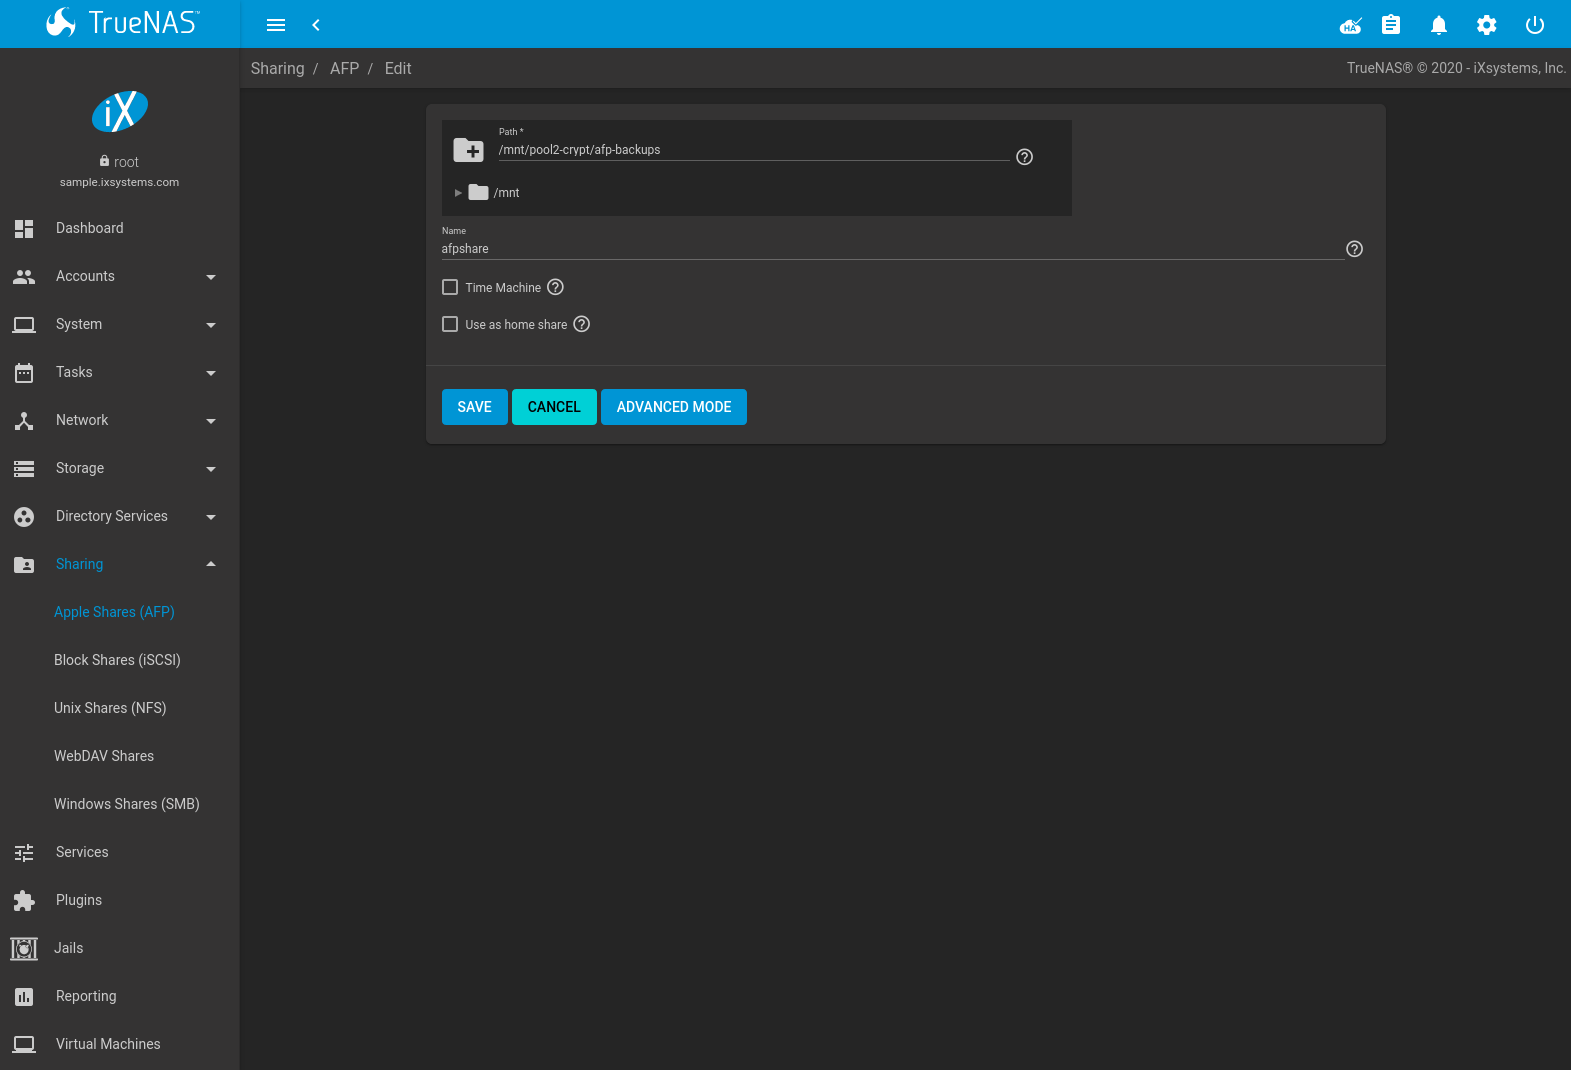 TrueNAS™
Sharing / AFP / Edit
TrueNAS® © 2020 - iXsystems, Inc.
iX
root
sample.ixsystems.com
Dashboard
Accounts
System
Tasks
Network
Storage
Directory Services
Sharing
Apple Shares (AFP)
Block Shares (iSCSI)
Unix Shares (NFS)
WebDAV Shares
Windows Shares (SMB)
Services
Plugins
Jails
Reporting
Virtual Machines
HA
Path *
/mnt/pool2-crypt/afp-backups
/mnt
Name
afpshare
Time Machine
Use as home share
SAVE CANCEL ADVANCED MODE